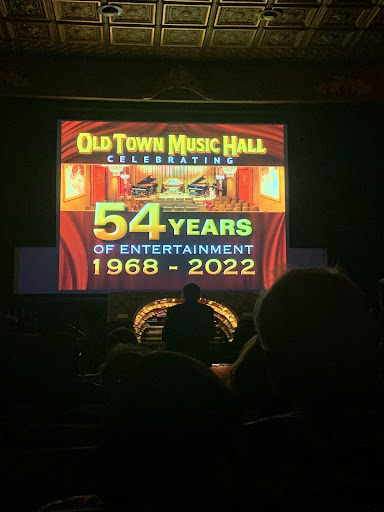 OLD TOWN MUSIC HALL
CELEBRATING
54 YEARS
OF ENTERTAINMENT
1968 - 2022